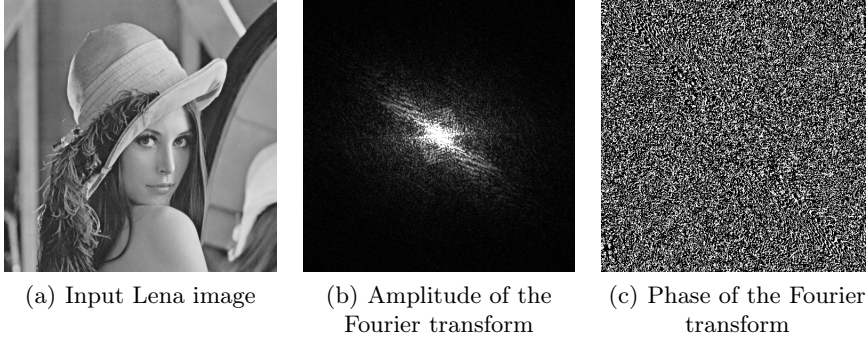 (a) Input Lena image
(b) Amplitude of the
Fourier transform
(c) Phase of the Fourier
transform